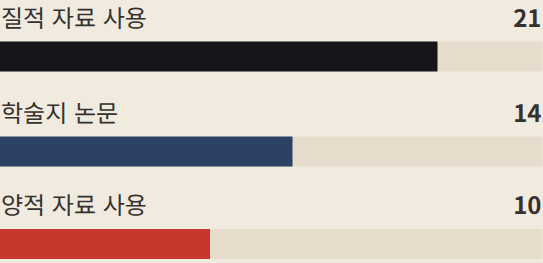 질적 자료 사용 21
학술지 논문 14
양적 자료 사용 10